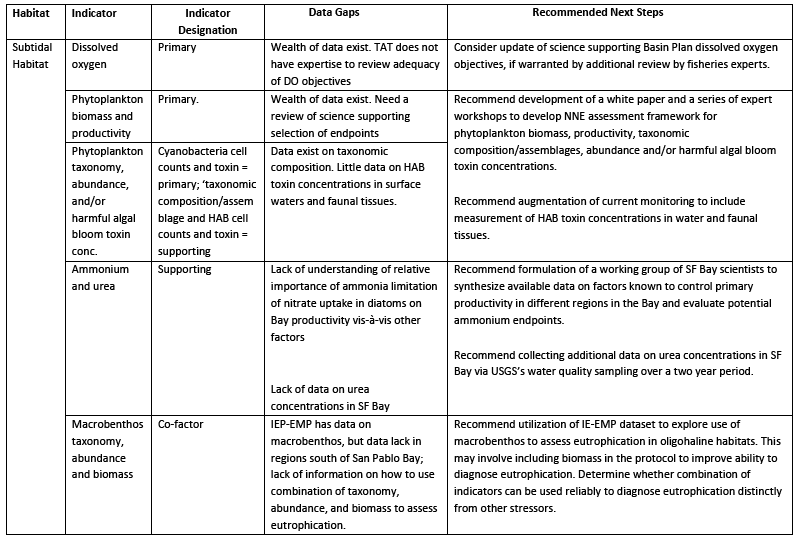 Habitat
Indicator
Indicator
Designation
Data Gaps
Recommended Next Steps
Subtidal
Habitat
Dissolved
oxygen
Primary
Wealth of data exist. TAT does not
have expertise to review adequacy
of DO objectives
Consider update of science supporting Basin Plan dissolved oxygen
objectives, if warranted by additional review by fisheries experts.
Phytoplankton
biomass and
productivity
Primary.
Wealth of data exist. Need a
review of science supporting
selection of endpoints
Recommend development of a white paper and a series of expert
workshops to develop NNE assessment framework for
phytoplankton biomass, productivity, taxonomic
composition/assemblages, abundance and/or harmful algal bloom
toxin concentrations.
Recommend augmentation of current monitoring to include
measurement of HAB toxin concentrations in water and faunal
tissues.
Phytoplankton
taxonomy,
abundance,
and/or
harmful algal
bloom toxin
conc.
Cyanobacteria cell
counts and toxin =
primary; ‘taxonomic
composition/assem
blage and HAB cell
counts and toxin =
supporting
Data exist on taxonomic
composition. Little data on HAB
toxin concentrations in surface
waters and faunal tissues.
Ammonium
and urea
Supporting
Lack of understanding of relative
importance of ammonia limitation
of nitrate uptake in diatoms on
Bay productivity vis-à-vis other
factors
Lack of data on urea
concentrations in SF Bay
Recommend formulation of a working group of SF Bay scientists to
synthesize available data on factors known to control primary
productivity in different regions in the Bay and evaluate potential
ammonium endpoints.
Recommend collecting additional data on urea concentrations in SF
Bay via USGS’s water quality sampling over a two year period.
Macrobenthos
taxonomy,
abundance
and biomass
Co-factor
IEP-EMP has data on
macrobenthos, but data lack in
regions south of San Pablo Bay;
lack of information on how to use
combination of taxonomy,
abundance, and biomass to assess
eutrophication.
Recommend utilization of IE-EMP dataset to explore use of
macrobenthos to assess eutrophication in oligohaline habitats. This
may involve including biomass in the protocol to improve ability to
diagnose eutrophication. Determine whether combination of
indicators can be used reliably to diagnose eutrophication distinctly
from other stressors.